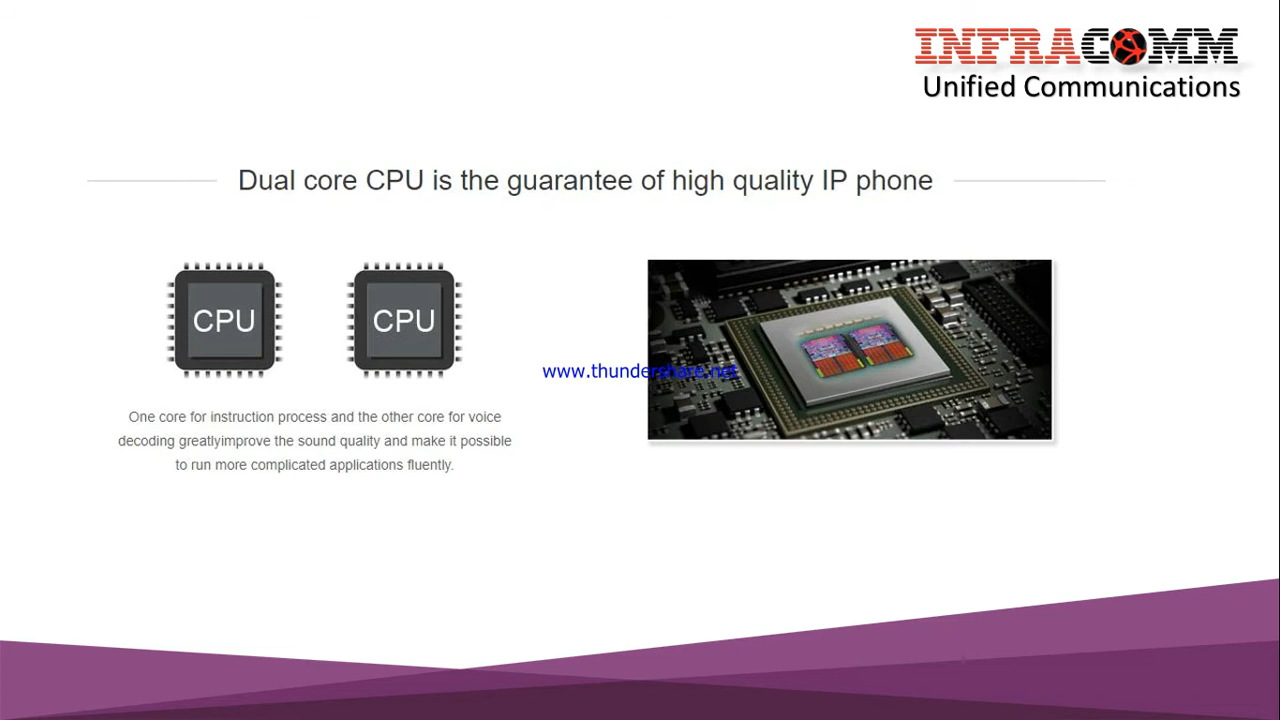 INFRACOMM
Unified Communications
Dual core CPU is the guarantee of high quality IP phone
CPU
CPU
www.thundershare.net
One core for instruction process and the other core for voice
decoding greatlyimprove the sound quality and make it possible
to run more complicated applications fluently.